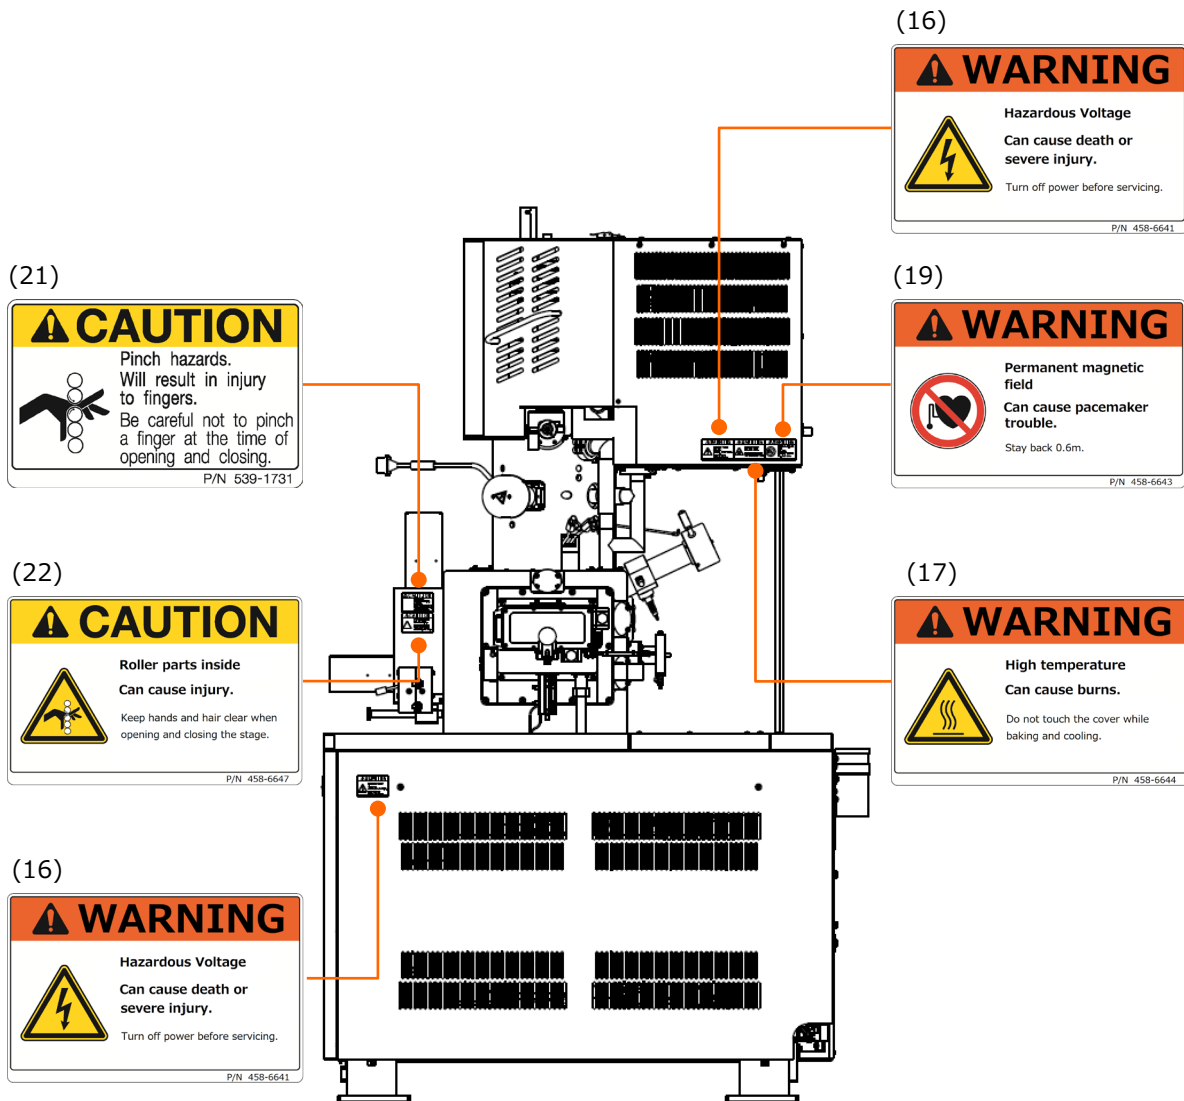 (16)
WARNING
Hazardous Voltage
Can cause death or
severe injury.
Turn off power before servicing.
P/N 458-6641
(21)
CAUTION
Pinch hazards.
Will result in injury
to fingers.
Be careful not to pinch
a finger at the time of
opening and closing.
P/N 539-1731
(19)
WARNING
Permanent magnetic
field
Can cause pacemaker
trouble.
Stay back 0.6m.
P/N 458-6643
(22)
CAUTION
Roller parts inside
Can cause injury.
Keep hands and hair clear when
opening and closing the stage.
P/N 458-6647
(17)
WARNING
High temperature
Can cause burns.
Do not touch the cover while
baking and cooling.
P/N 458-6644
(16)
WARNING
Hazardous Voltage
Can cause death or
severe injury.
Turn off power before servicing.
P/N 458-6641